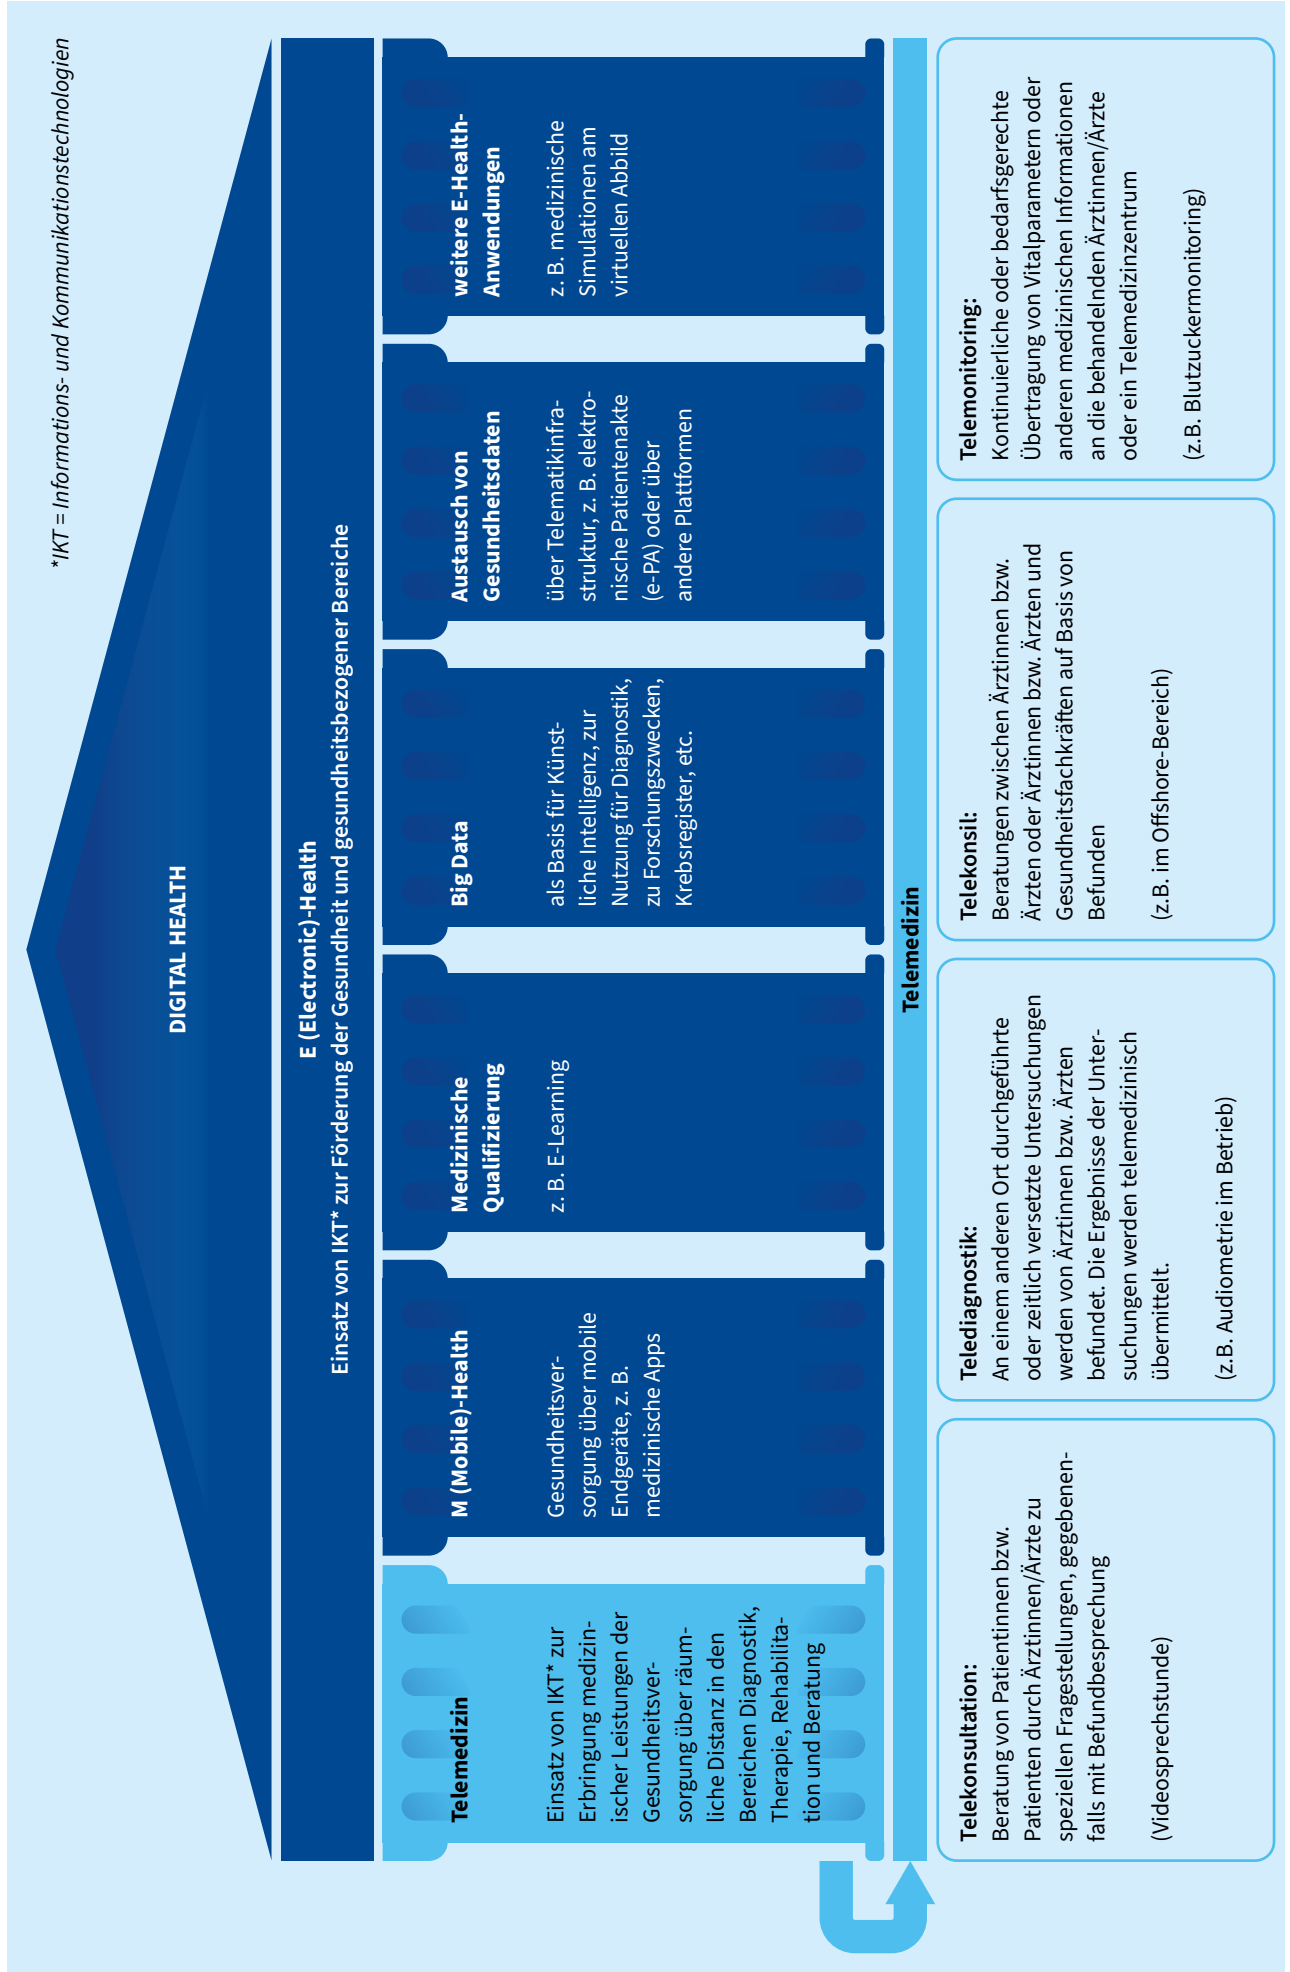 *IKT = Informations- und Kommunikationstechnologien
DIGITAL HEALTH
E (Electronic)-Health
Einsatz von IKT* zur Förderung der Gesundheit und gesundheitsbezogener Bereiche
Telemedizin
Einsatz von IKT* zur
Erbringung medizin-
ischer Leistungen der
Gesundheitsver-
sorgung über räum-
liche Distanz in den
Bereichen Diagnostik,
Therapie, Rehabilita-
tion und Beratung
M (Mobile)-Health
Gesundheitsver-
sorgung über mobile
Endgeräte, z. B.
medizinische Apps
Medizinische
Qualifizierung
z. B. E-Learning
Big Data
als Basis für Künst-
liche Intelligenz, zur
Nutzung für Diagnostik,
zu Forschungszwecken,
Krebsregister, etc.
Austausch von
Gesundheitsdaten
über Telematikinfra-
struktur, z. B. elektro-
nische Patientenakte
(e-PA) oder über
andere Plattformen
weitere E-Health-
Anwendungen
z. B. medizinische
Simulationen am
virtuellen Abbild
Telemedizin
Telekonsultation:
Beratung von Patientinnen bzw.
Patienten durch Ärztinnen/Ärzte zu
speziellen Fragestellungen, gegebenen-
falls mit Befundbesprechung
(Videosprechstunde)
Telediagnostik:
An einem anderen Ort durchgeführte
oder zeitlich versetzte Untersuchungen
werden von Ärztinnen bzw. Ärzten
befundet. Die Ergebnisse der Unter-
suchungen werden telemedizinisch
übermittelt.
(z.B. Audiometrie im Betrieb)
Telekonsil:
Beratungen zwischen Ärztinnen bzw.
Ärzten oder Ärztinnen bzw. Ärzten und
Gesundheitsfachkräften auf Basis von
Befunden
(z.B. im Offshore-Bereich)
Telemonitoring:
Kontinuierliche oder bedarfsgerechte
Übertragung von Vitalparametern oder
anderen medizinischen Informationen
an die behandelnden Ärztinnen/Ärzte
oder ein Telemedizinzentrum
(z.B. Blutzuckermonitoring)